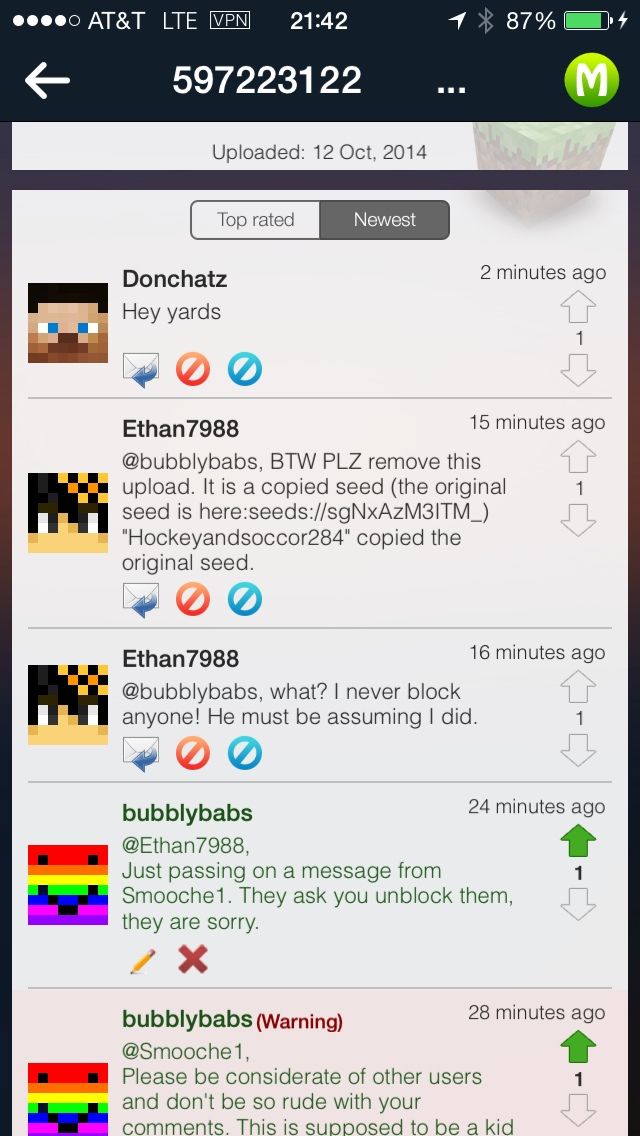 AT&T LTE VPN 21:42 87%
597223122 ... M
Uploaded: 12 Oct, 2014
Top rated Newest
Donchatz 2 minutes ago
Hey yards
1
Ethan7988 15 minutes ago
@bubblybabs, BTW PLZ remove this
upload. It is a copied seed (the original
seed is here:seeds://sgNxAzM3ITM_)
"Hockeyandsoccor284" copied the
original seed.
1
Ethan7988 16 minutes ago
@bubblybabs, what? I never block
anyone! He must be assuming I did.
1
bubblybabs 24 minutes ago
@Ethan7988,
Just passing on a message from
Smooche1. They ask you unblock them,
they are sorry.
1
bubblybabs (Warning) 28 minutes ago
@Smooche1,
Please be considerate of other users
and don't be so rude with your
comments. This is supposed to be a kid
1